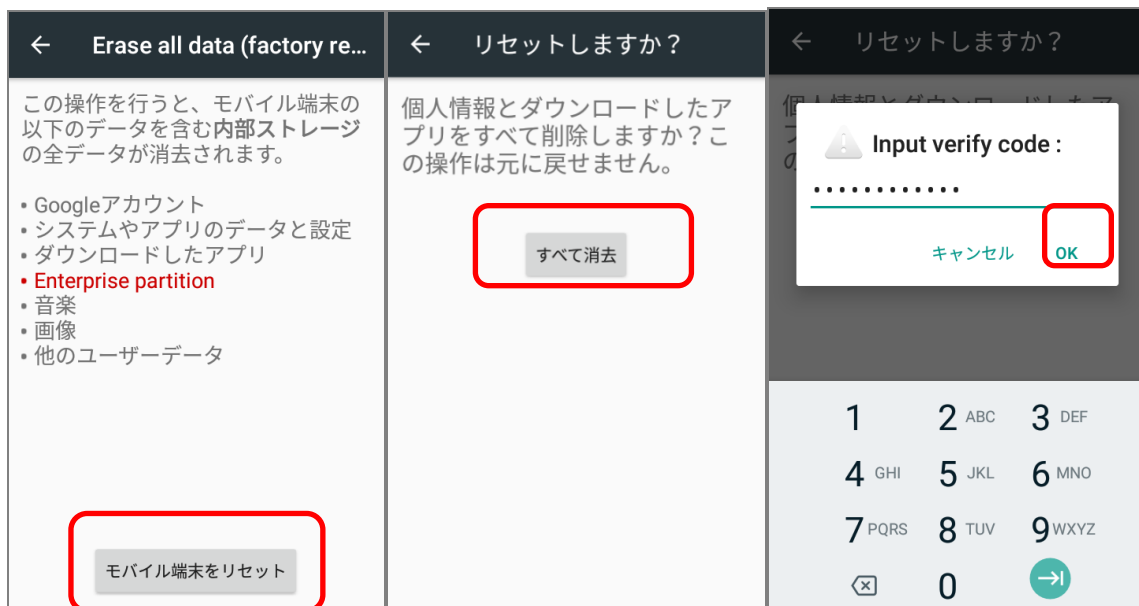 Erase all data (factory re...
この操作を行うと、モバイル端末の
以下のデータを含む内部ストレージ
の全データが消去されます。
• Googleアカウント
• システムやアプリのデータと設定
• ダウンロードしたアプリ
• Enterprise partition
• 音楽
• 画像
• 他のユーザーデータ
モバイル端末をリセット
リセットしますか？
個人情報とダウンロードしたア
プリをすべて削除しますか？こ
の操作は元に戻せません。
すべて消去
リセットしますか？
Input verify code :
キャンセル OK
1 2 ABC 3 DEF
4 GHI 5 JKL 6 MNO
7 PQRS 8 TUV 9 WXYZ
0